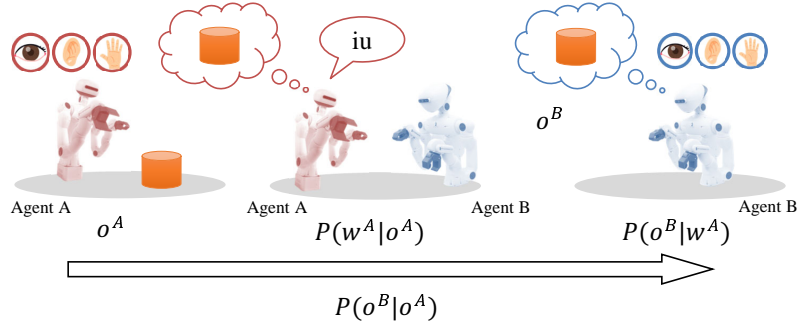 iu
o^B
Agent A
Agent A
Agent B
Agent B
o^A
P(w^A|o^A)
P(o^B|w^A)
P(o^B|o^A)